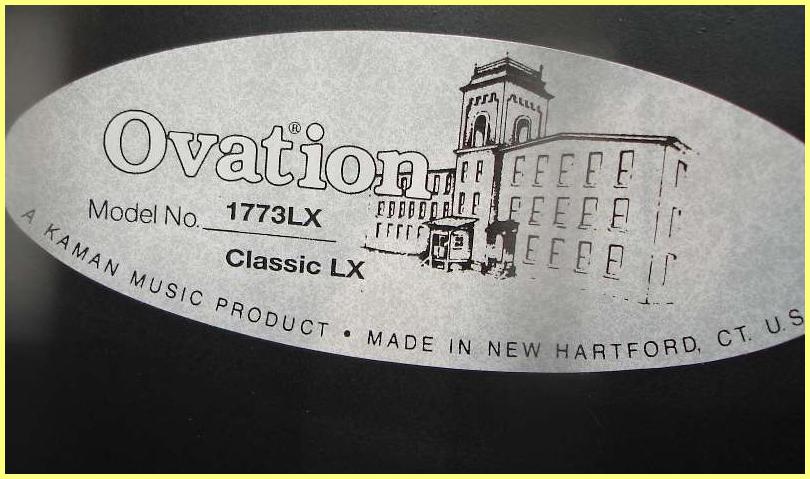 Ovation®
Model No. 1773LX
Classic LX
A KAMAN MUSIC PRODUCT • MADE IN NEW HARTFORD, CT. U.S